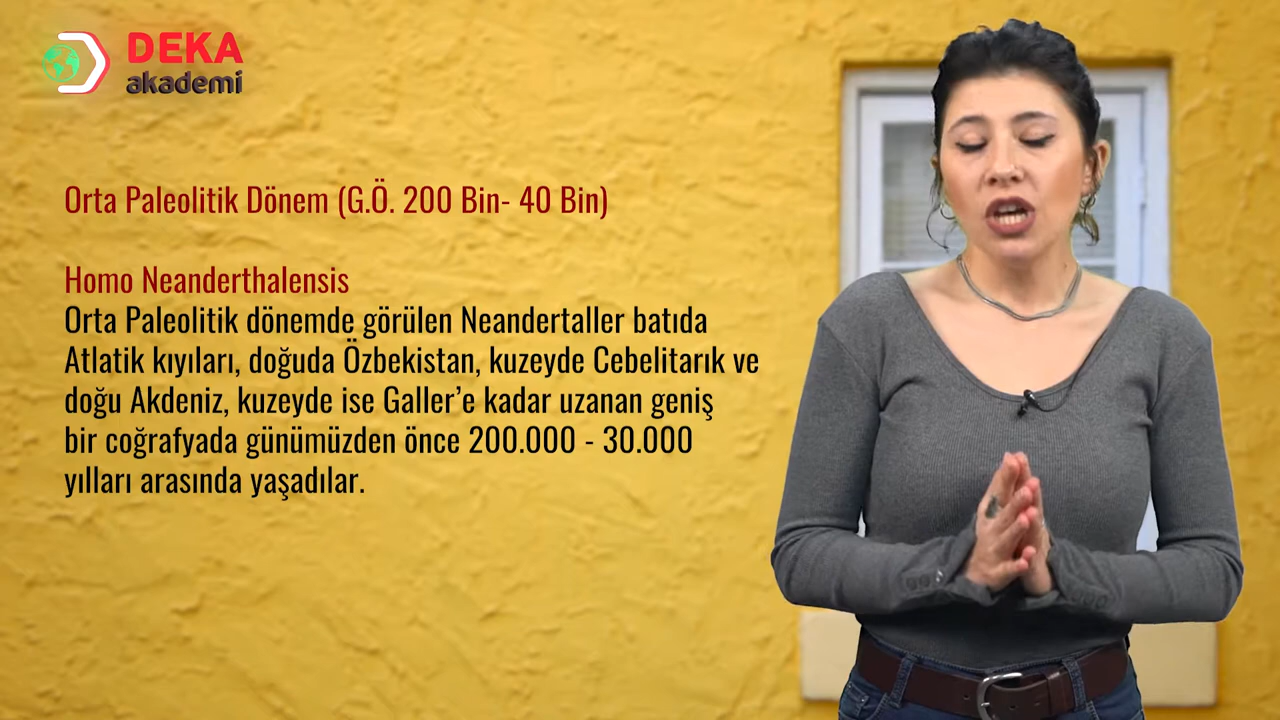 DEKA
akademi
Orta Paleolitik Dönem (G.Ö. 200 Bin- 40 Bin)
Homo Neanderthalensis
Orta Paleolitik dönemde görülen Neandertaller batıda
Atlatik kıyıları, doğuda Özbekistan, kuzeyde Cebelitarık ve
doğu Akdeniz, kuzeyde ise Galler’e kadar uzanan geniş
bir coğrafyada günümüzden önce 200.000 - 30.000
yılları arasında yaşadılar.